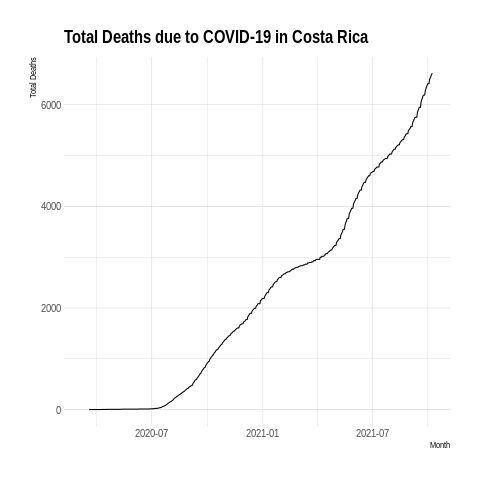 Total Deaths due to COVID-19 in Costa Rica
Total Deaths
6000
4000
2000
0
2020-07
2021-01
2021-07
Month